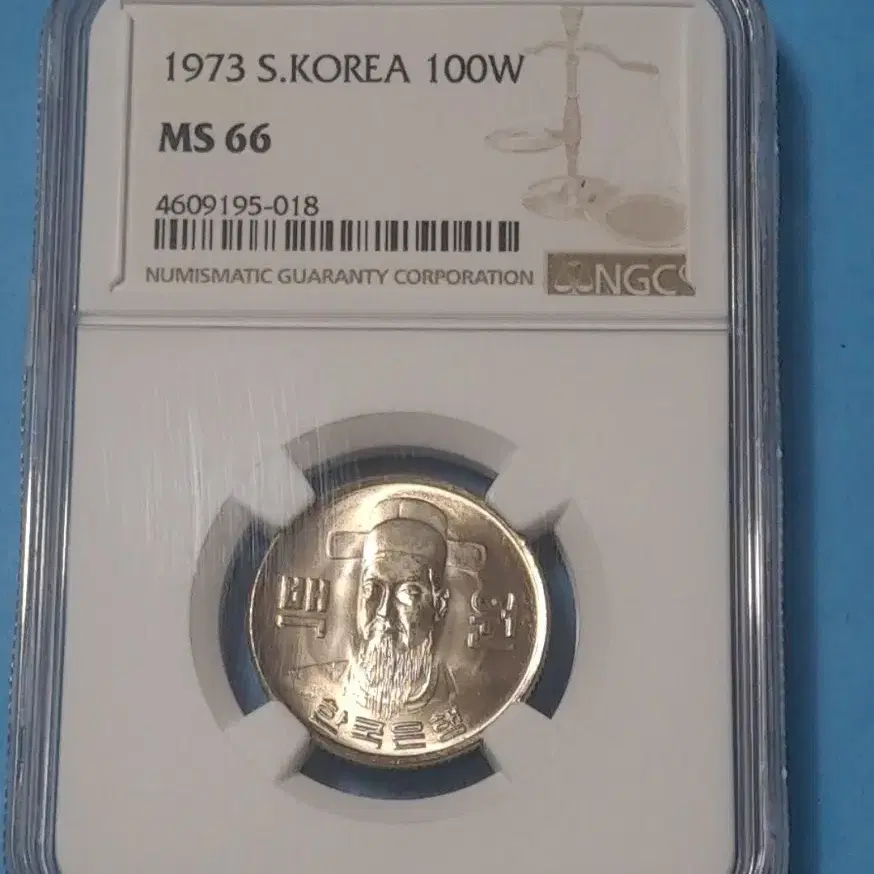 1973 S.KOREA 100W
MS 66
4609195-018
NUMISMATIC GUARANTY CORPORATION NGC
백 원
한국은행